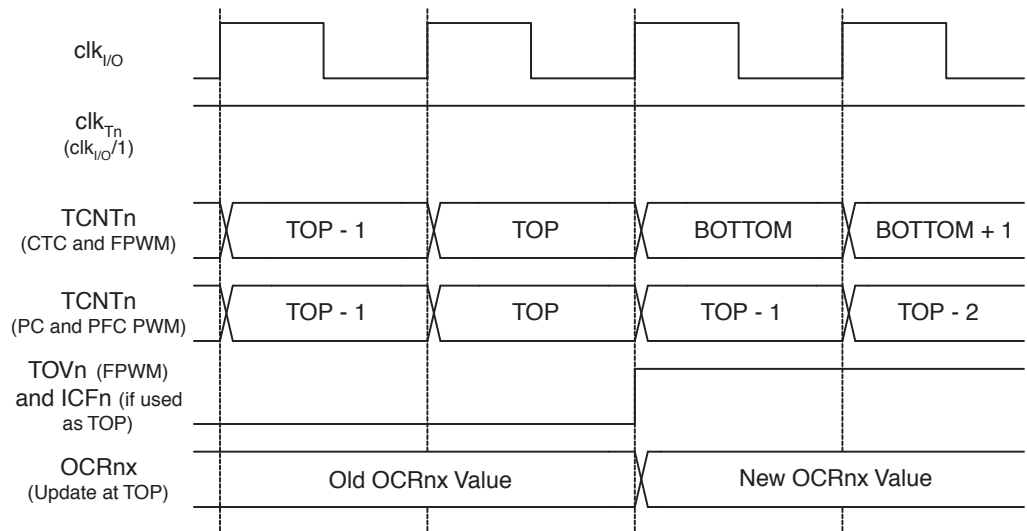 clkI/O
clkTn
(clkI/O/1)
TCNTn
(CTC and FPWM)
TOP - 1 TOP BOTTOM BOTTOM + 1
TCNTn
(PC and PFC PWM)
TOP - 1 TOP TOP - 1 TOP - 2
TOVn (FPWM)
and ICFn (if used
as TOP)
OCRnx
(Update at TOP)
Old OCRnx Value New OCRnx Value